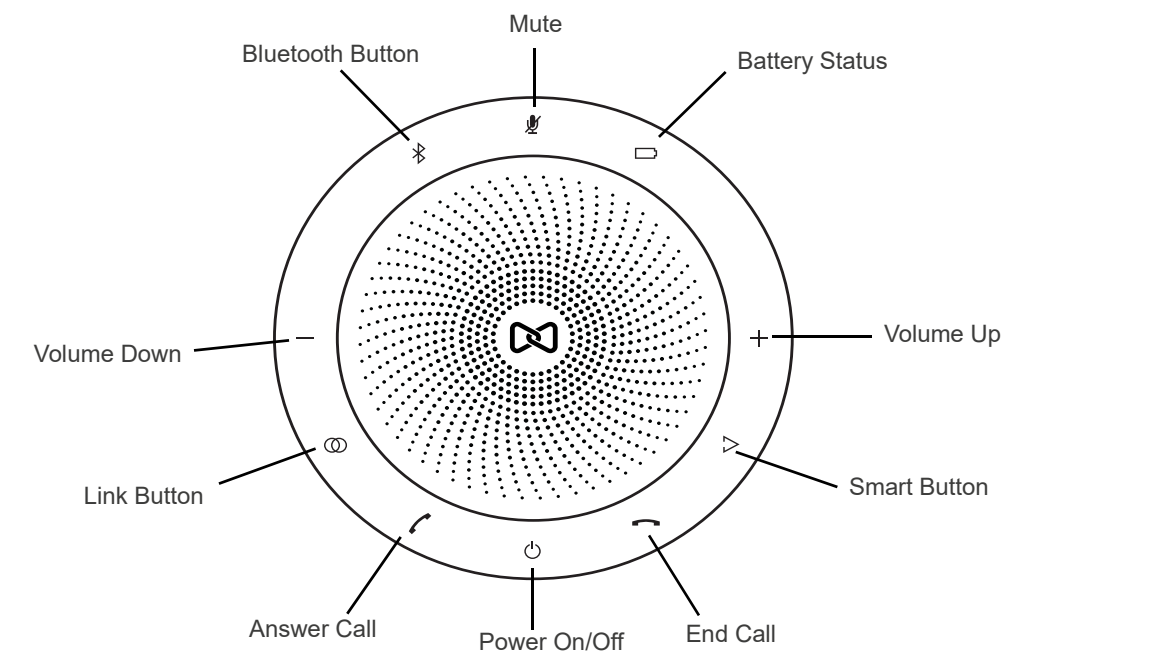 Mute
Bluetooth Button
Battery Status
Volume Down
Volume Up
Link Button
Smart Button
Answer Call
Power On/Off
End Call